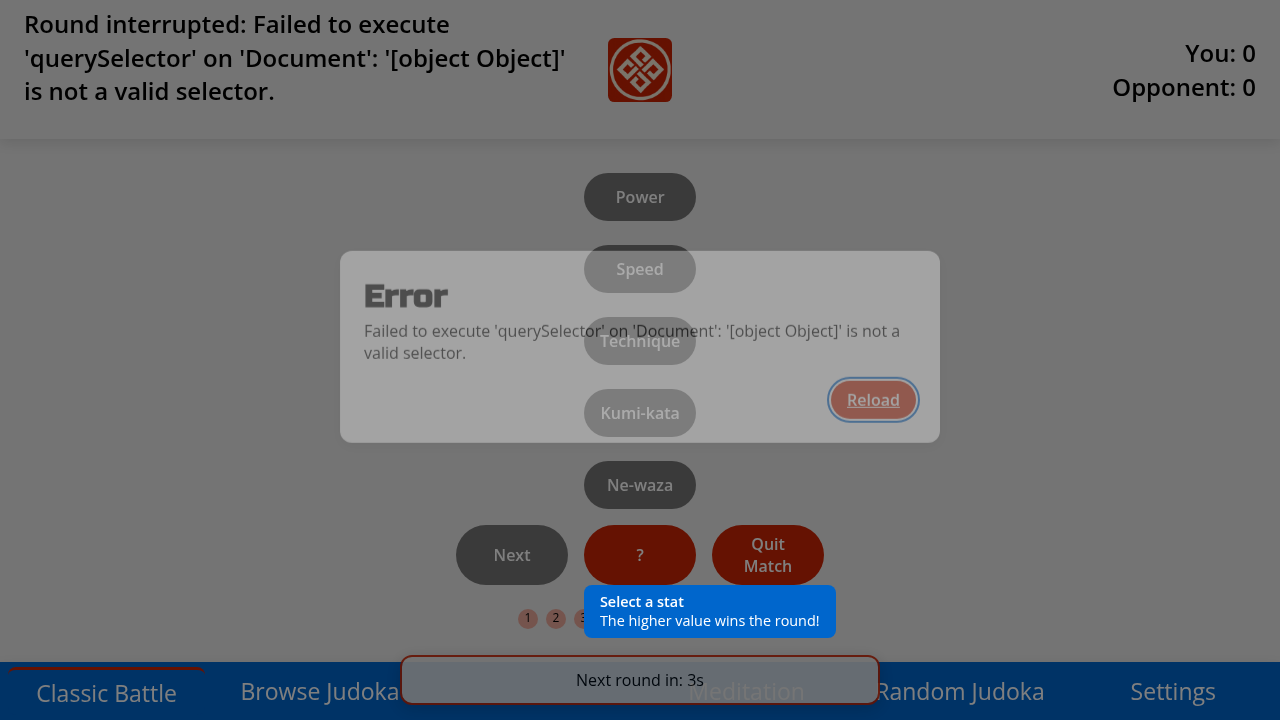 Round interrupted: Failed to execute
'querySelector' on 'Document': '[object Object]'
is not a valid selector.
You: 0
Opponent: 0
Power
Speed
Error
Failed to execute 'querySelector' on 'Document': '[object Object]' is not a
valid selector.
Technique
Reload
Kumi-kata
Ne-waza
Next
?
Quit
Match
Select a stat
The higher value wins the round!
1 2 3
Next round in: 3s
Classic Battle
Browse Judoka
Meditation
Random Judoka
Settings